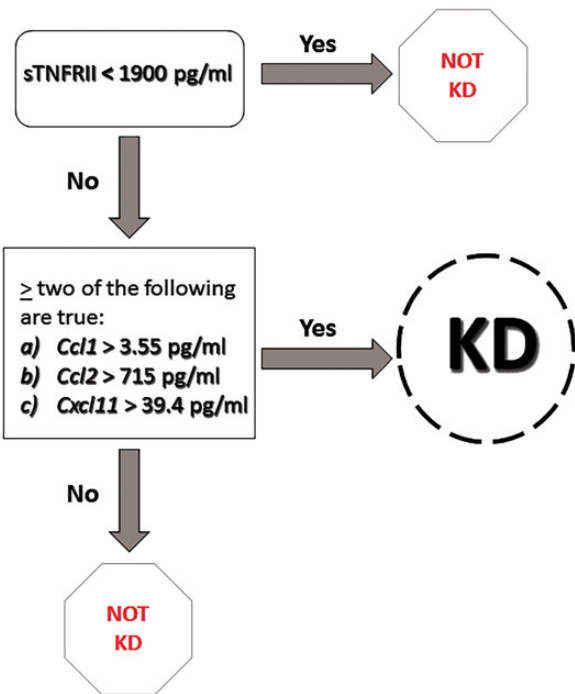 sTNFRII < 1900 pg/ml
Yes
NOT
KD
No
≥ two of the following
are true:
a) Ccl1 > 3.55 pg/ml
b) Ccl2 > 715 pg/ml
c) Cxcl11 > 39.4 pg/ml
Yes
KD
No
NOT
KD